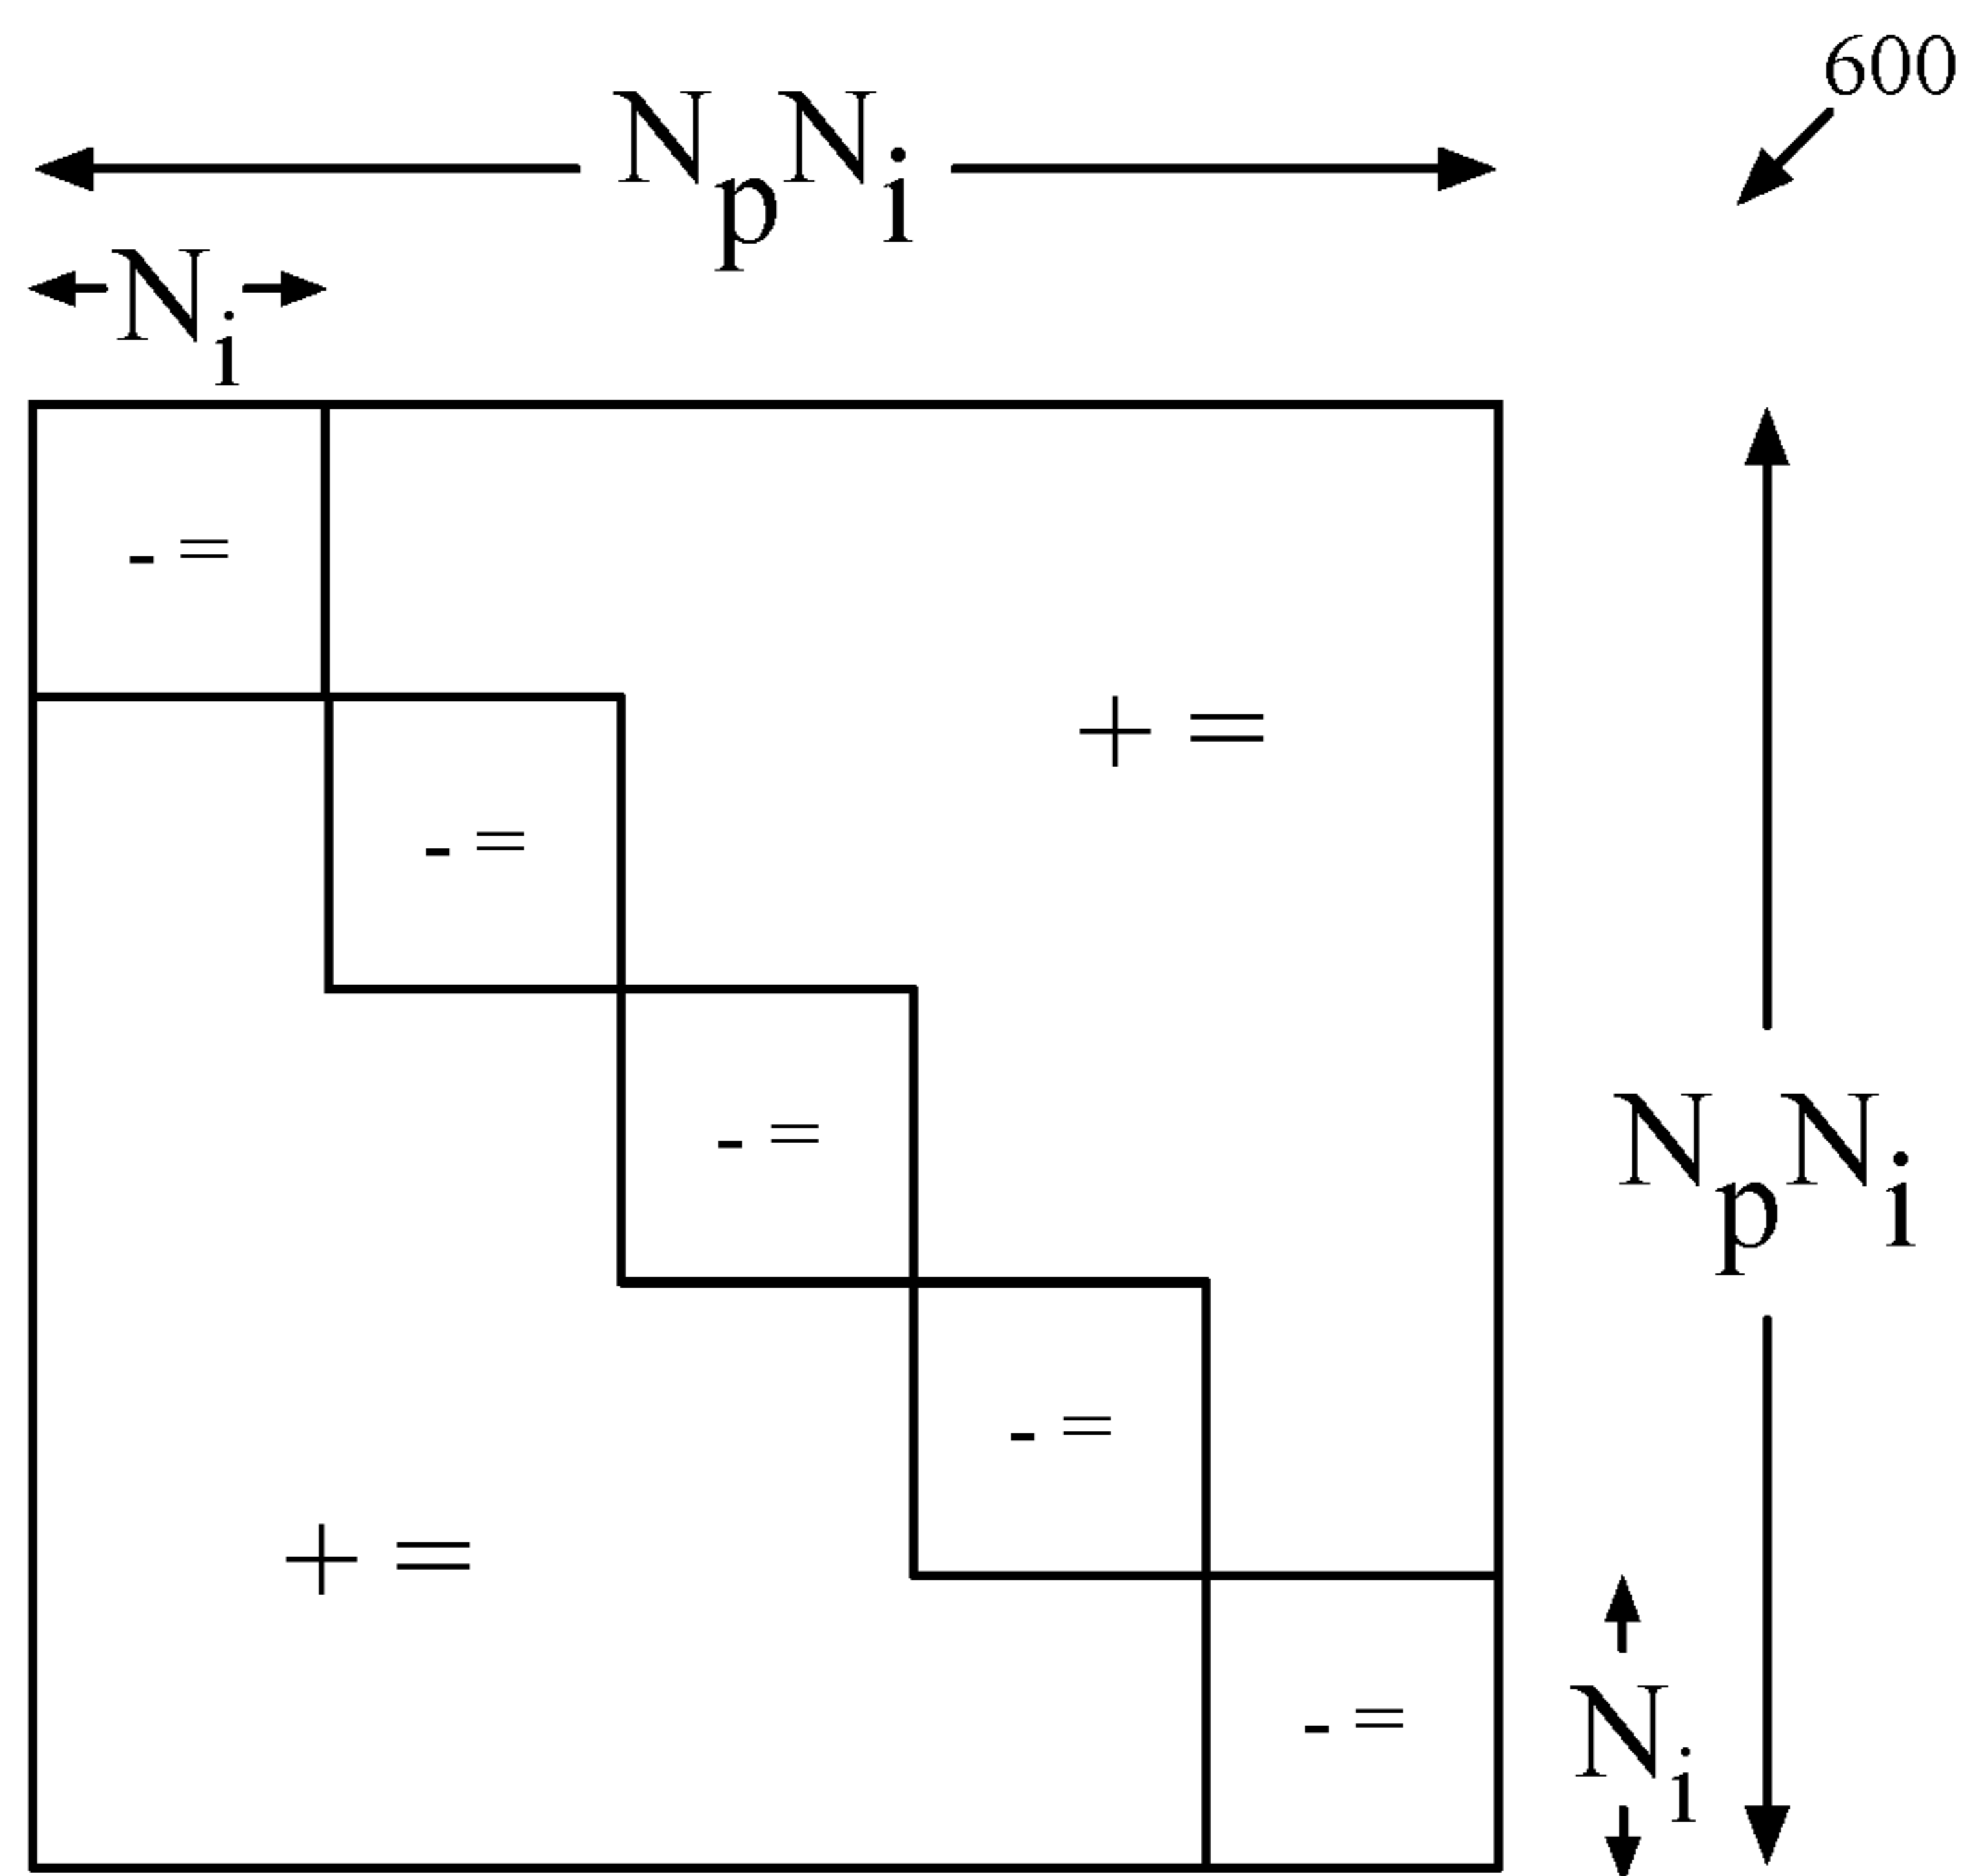 600
NpNi
Ni
- =
+ =
- =
- =
NpNi
- =
+ =
- =
Ni